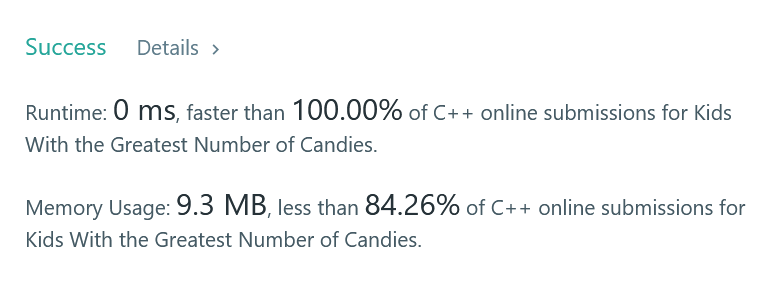 Success Details >
Runtime: 0 ms, faster than 100.00% of C++ online submissions for Kids
With the Greatest Number of Candies.
Memory Usage: 9.3 MB, less than 84.26% of C++ online submissions for
Kids With the Greatest Number of Candies.